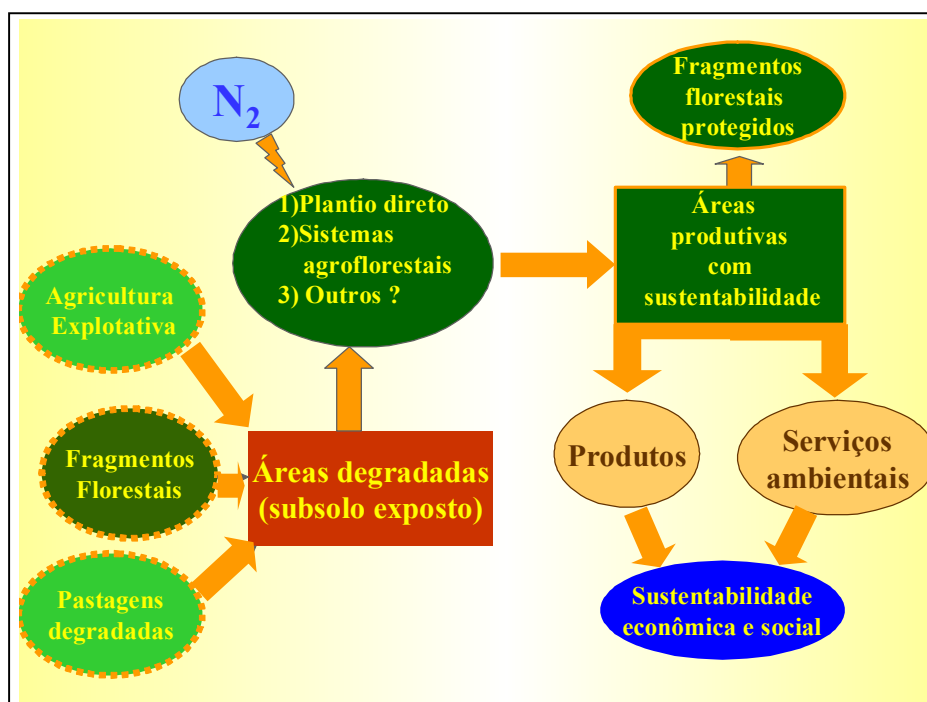 N2
1)Plantio direto
2)Sistemas
agroflorestais
3) Outros ?
Agricultura
Explotativa
Fragmentos
Florestais
Pastagens
degradadas
Áreas degradadas
(subsolo exposto)
Fragmentos
florestais
protegidos
Áreas
produtivas
com
sustentabilidade
Produtos
Serviços
ambientais
Sustentabilidade
econômica e social